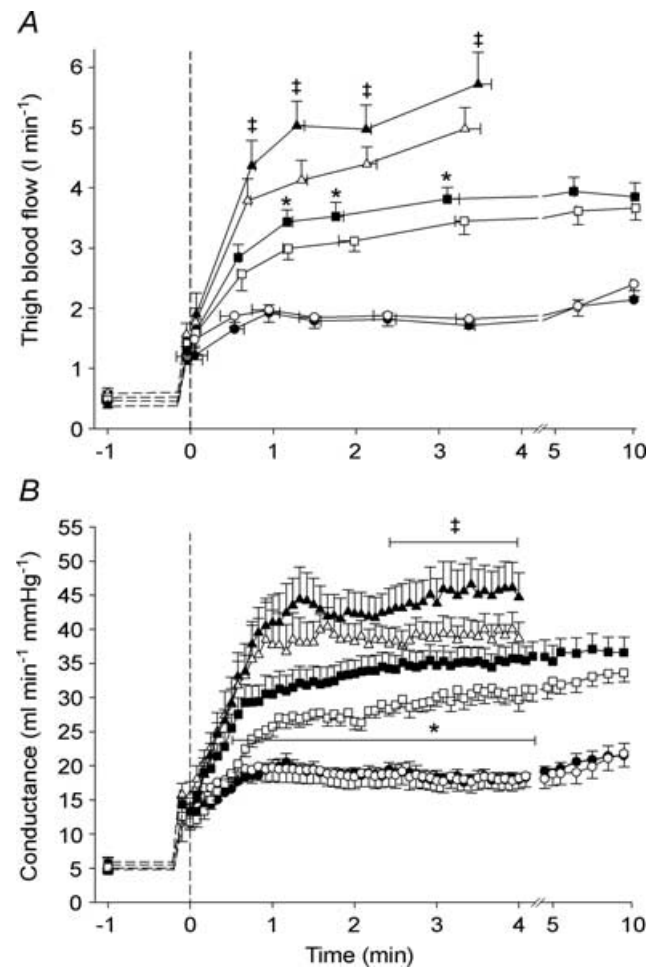 A
Thigh blood flow (l min⁻¹)
6
5
4
3
2
1
0
‡ ‡ ‡ ‡
* * *
-1 0 1 2 3 4 5 10
B
Conductance (ml min⁻¹ mmHg⁻¹)
55
50
45
40
35
30
25
20
15
10
5
0
‡
*
-1 0 1 2 3 4 5 10
Time (min)